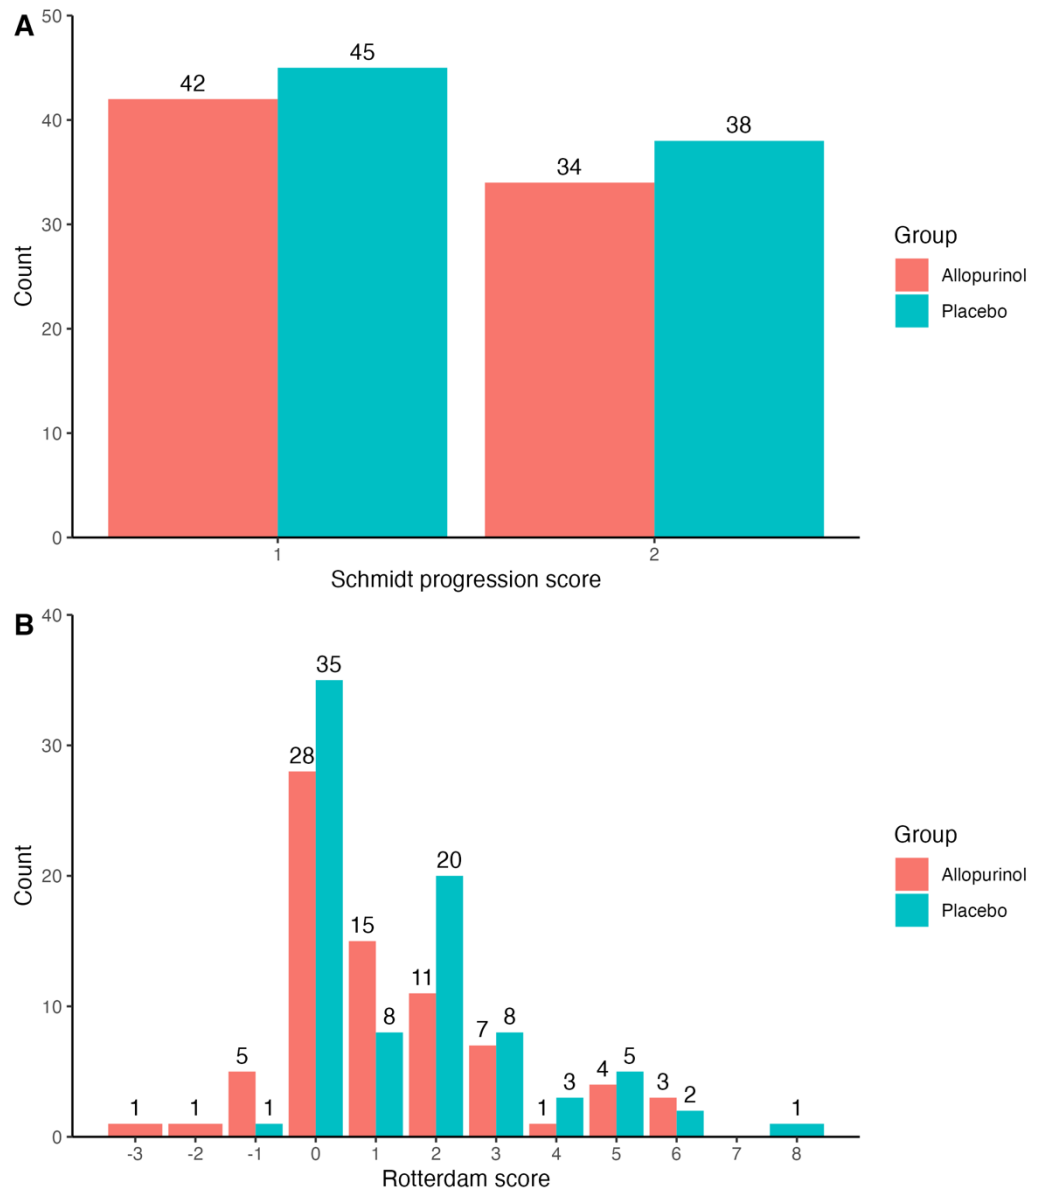 A
50
40
30
20
10
0
Count
42
45
34
38
1
2
Schmidt progression score
Group
Allopurinol
Placebo
B
40
30
20
10
0
Count
1
1
5
1
28
35
15
8
11
20
7
8
1
3
4
5
3
2
1
-3 -2 -1 0 1 2 3 4 5 6 7 8
Rotterdam score
Group
Allopurinol
Placebo